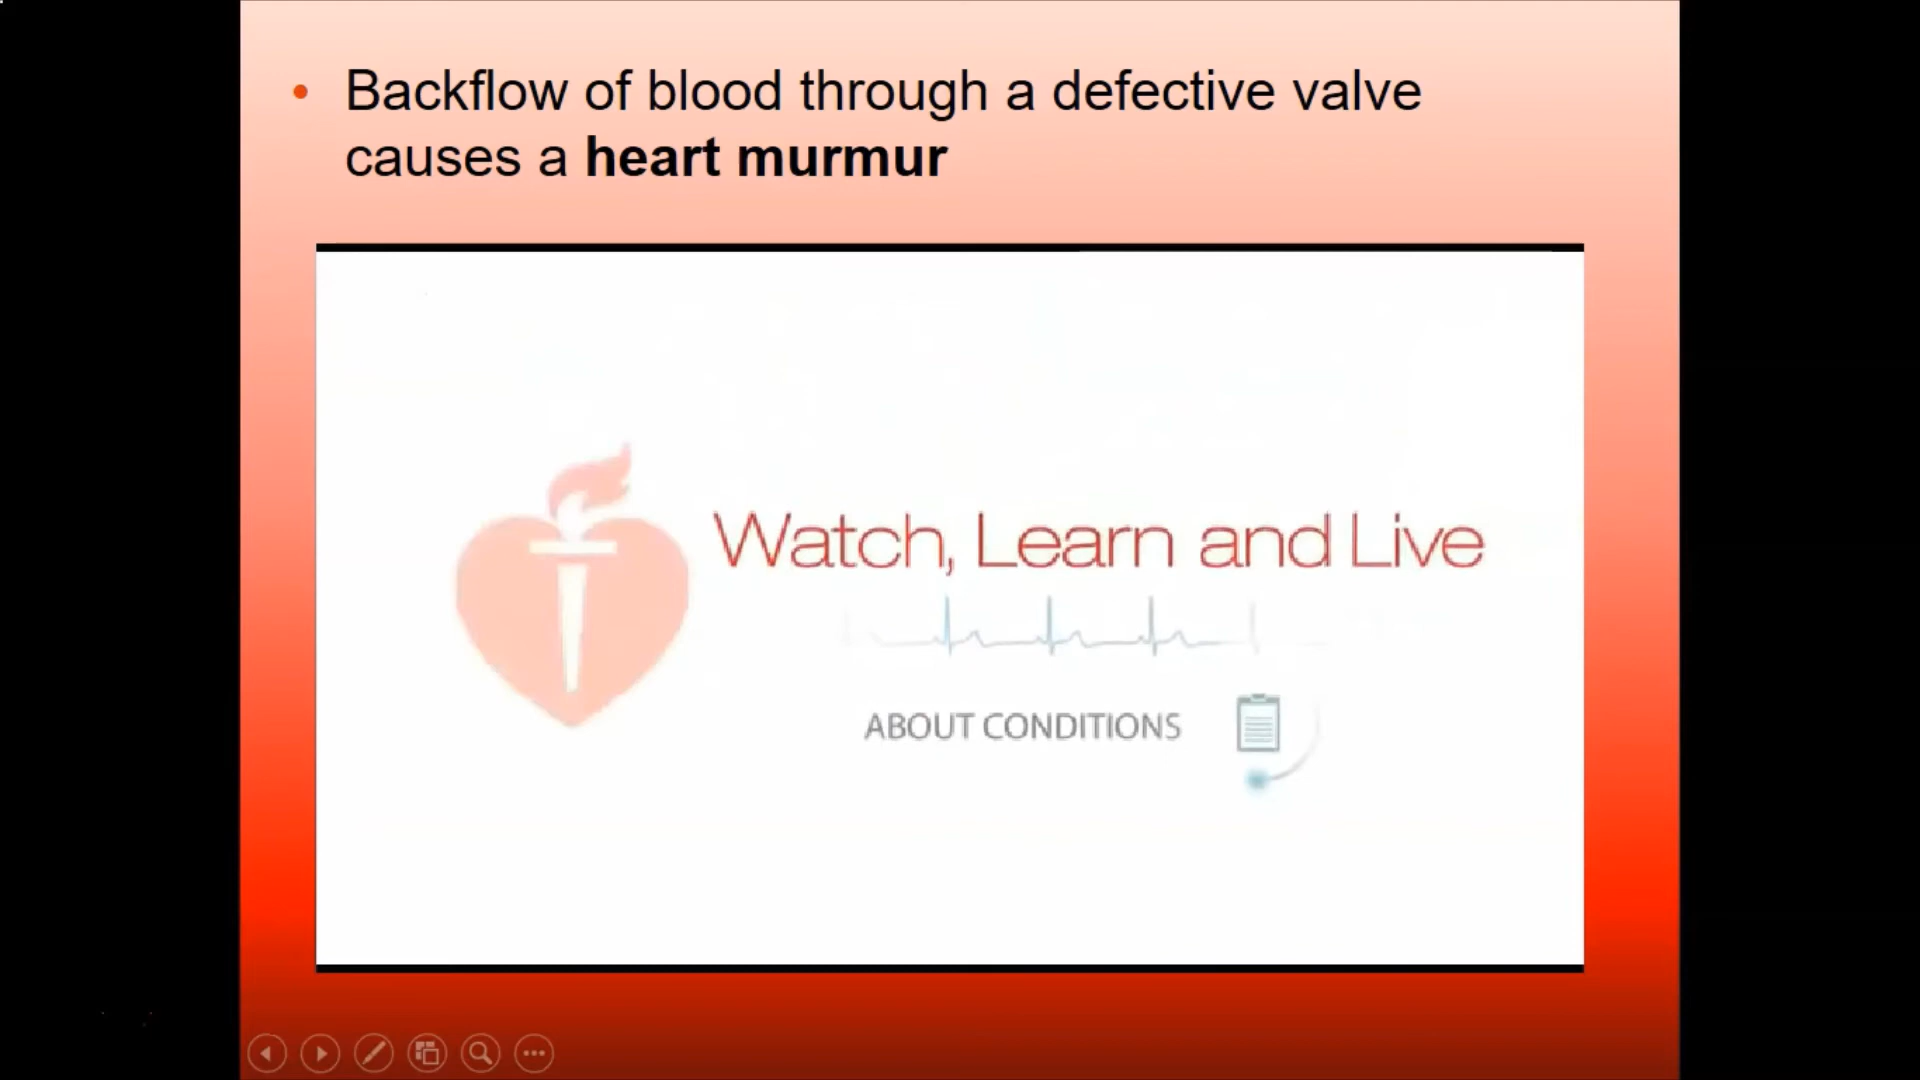 • Backflow of blood through a defective valve
causes a heart murmur
Watch, Learn and Live
ABOUT CONDITIONS